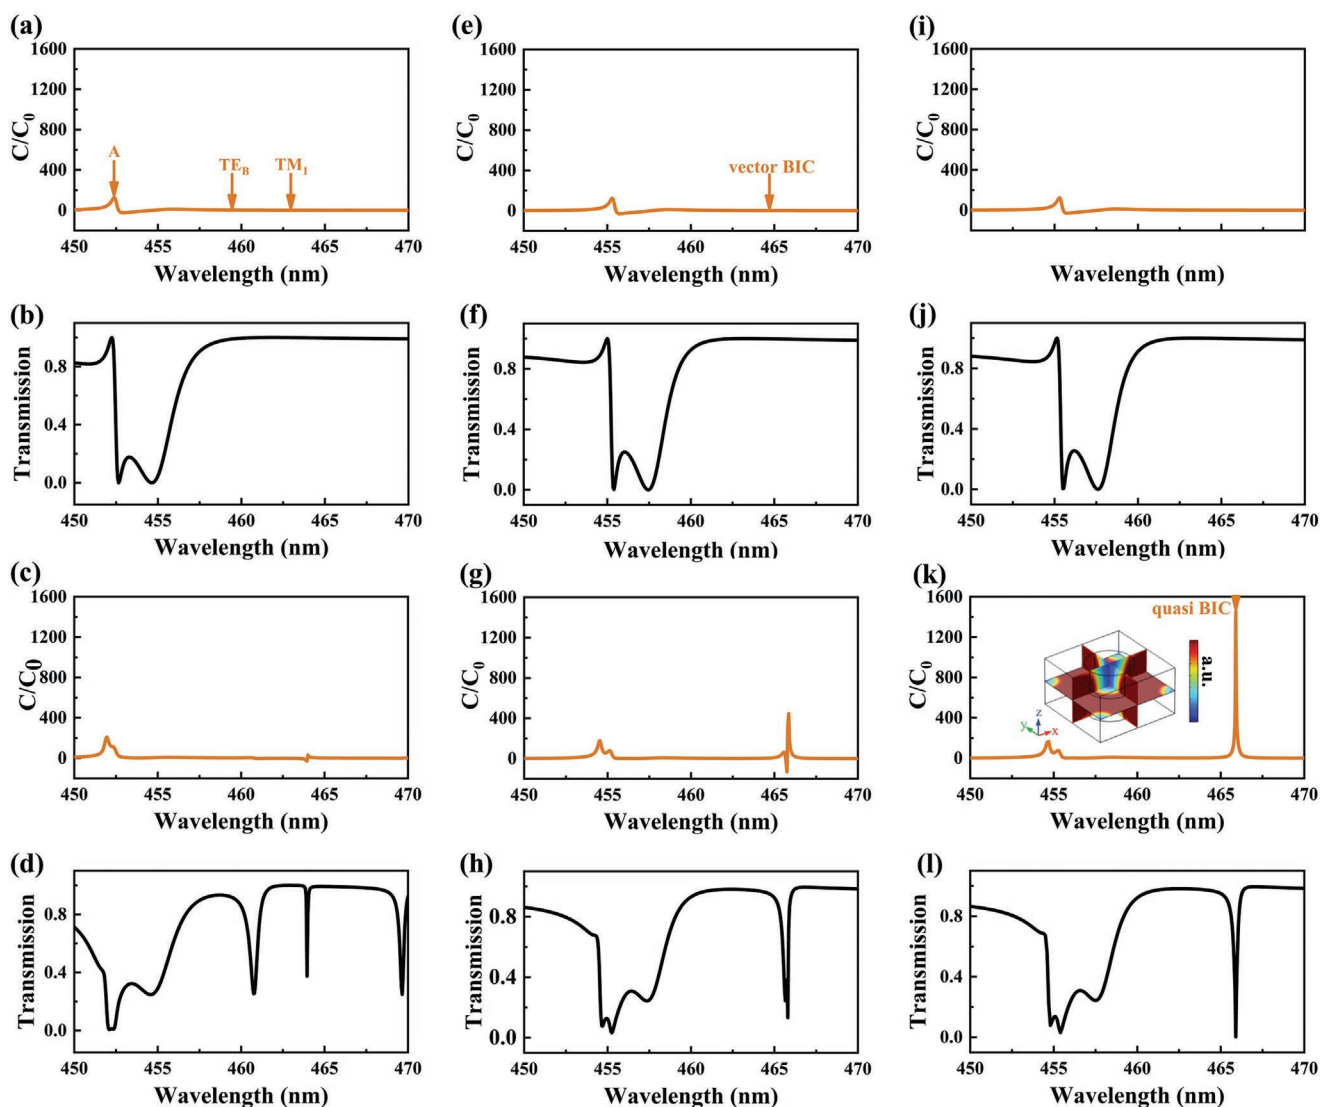 (a)
1600
1200
800
400
0
C/C0
A
TEB
TM1
450 455 460 465 470
Wavelength (nm)
(e)
1600
1200
800
400
0
C/C0
vector BIC
450 455 460 465 470
Wavelength (nm)
(i)
1600
1200
800
400
0
C/C0
450 455 460 465 470
Wavelength (nm)
(b)
0.8
0.4
0.0
Transmission
450 455 460 465 470
Wavelength (nm)
(f)
0.8
0.4
0.0
Transmission
450 455 460 465 470
Wavelength (nm)
(j)
0.8
0.4
0.0
Transmission
450 455 460 465 470
Wavelength (nm)
(c)
1600
1200
800
400
0
C/C0
450 455 460 465 470
Wavelength (nm)
(g)
1600
1200
800
400
0
C/C0
450 455 460 465 470
Wavelength (nm)
(k)
1600
1200
800
400
0
C/C0
quasi BIC
a.u.
z
y
x
450 455 460 465 470
Wavelength (nm)
(d)
0.8
0.4
0.0
Transmission
450 455 460 465 470
Wavelength (nm)
(h)
0.8
0.4
0.0
Transmission
450 455 460 465 470
Wavelength (nm)
(l)
0.8
0.4
0.0
Transmission
450 455 460 465 470
Wavelength (nm)